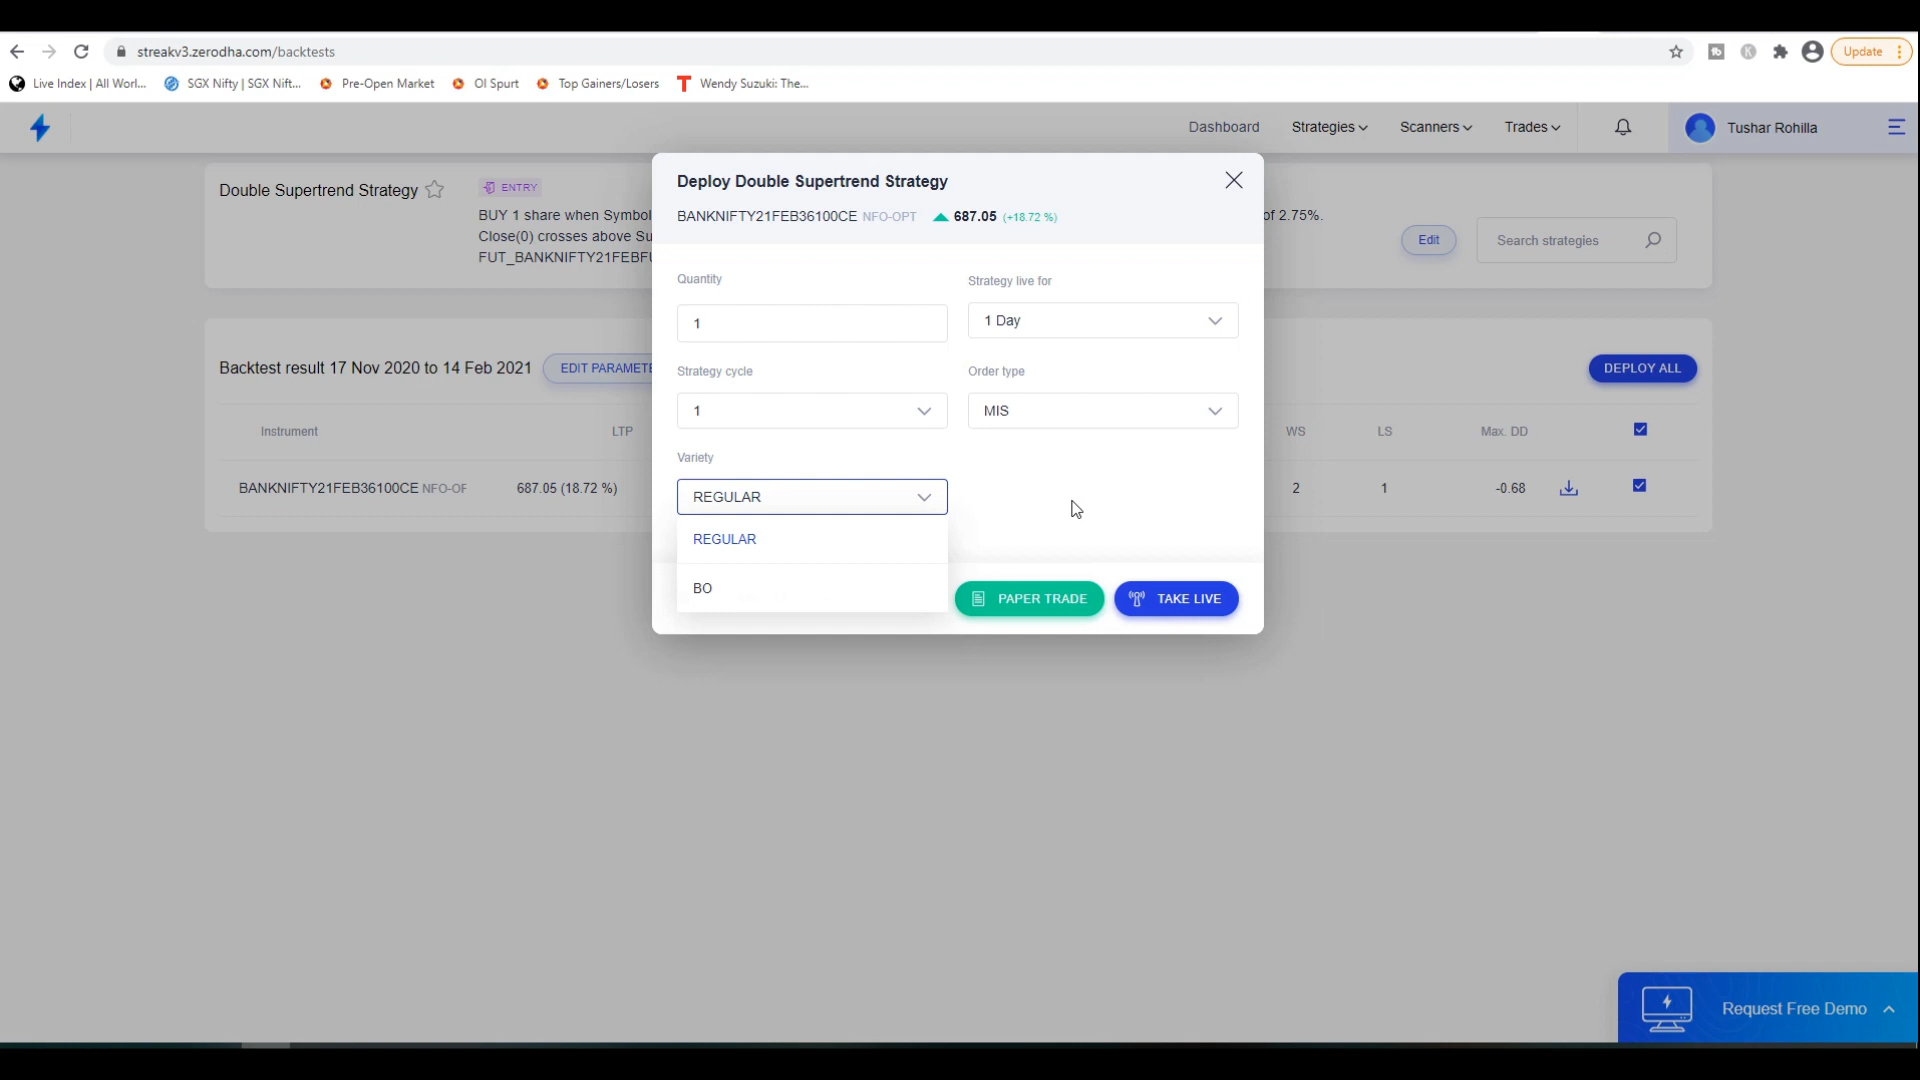 streakv3.zerodha.com/backtests
Update
Live Index | All Worl...
SGX Nifty | SGX Nift...
Pre-Open Market
OI Spurt
Top Gainers/Losers
Wendy Suzuki: The...
Dashboard
Strategies
Scanners
Trades
Tushar Rohilla
Double Supertrend Strategy
ENTRY
BUY 1 share when Symbol
of 2.75%.
Close(0) crosses above Su
FUT_BANKNIFTY21FEBFU
Edit
Search strategies
Deploy Double Supertrend Strategy
BANKNIFTY21FEB36100CE NFO-OPT 687.05 (+18.72 %)
Quantity
Strategy live for
1
1 Day
Strategy cycle
Order type
1
MIS
Variety
REGULAR
REGULAR
BO
PAPER TRADE
TAKE LIVE
Backtest result 17 Nov 2020 to 14 Feb 2021
EDIT PARAMETE
DEPLOY ALL
Instrument
LTP
WS
LS
Max. DD
BANKNIFTY21FEB36100CE NFO-OP
687.05 (18.72 %)
2
1
-0.68
Request Free Demo